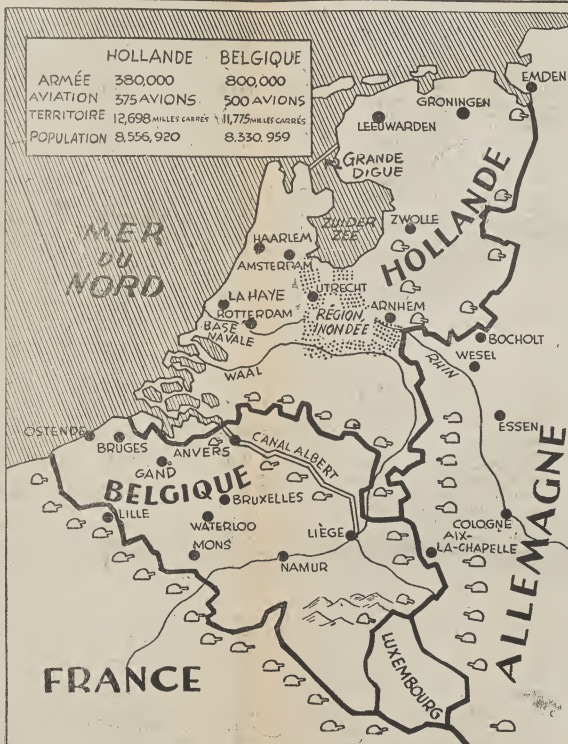 HOLLANDE BELGIQUE
ARMÉE 380,000 800,000
AVIATION 375 AVIONS 500 AVIONS
TERRITOIRE 12,698 MILLES CARRÉS 11,775 MILLES CARRÉS
POPULATION 8,556,920 8.330.959
EMDEN
GRONINGEN
LEEUWARDEN
GRANDE
DIGUE
HOLLANDE
ZUIDER
ZEE
ZWOLLE
MER
DU
NORD
HAARLEM
AMSTERDAM
UTRECHT
LA HAYE
ROTTERDAM
BASE
NAVALE
RÉGION
INONDÉE
ARNHEM
BOCHOLT
RHIN
WESEL
WAAL
ESSEN
OSTENDE
BRUGES
ANVERS
CANAL ALBERT
GAND
BELGIQUE
BRUXELLES
LILLE
WATERLOO
LIÈGE
COLOGNE
AIX-
LA-CHAPELLE
MONS
NAMUR
ALLEMAGNE
FRANCE
LUXEMBOURG